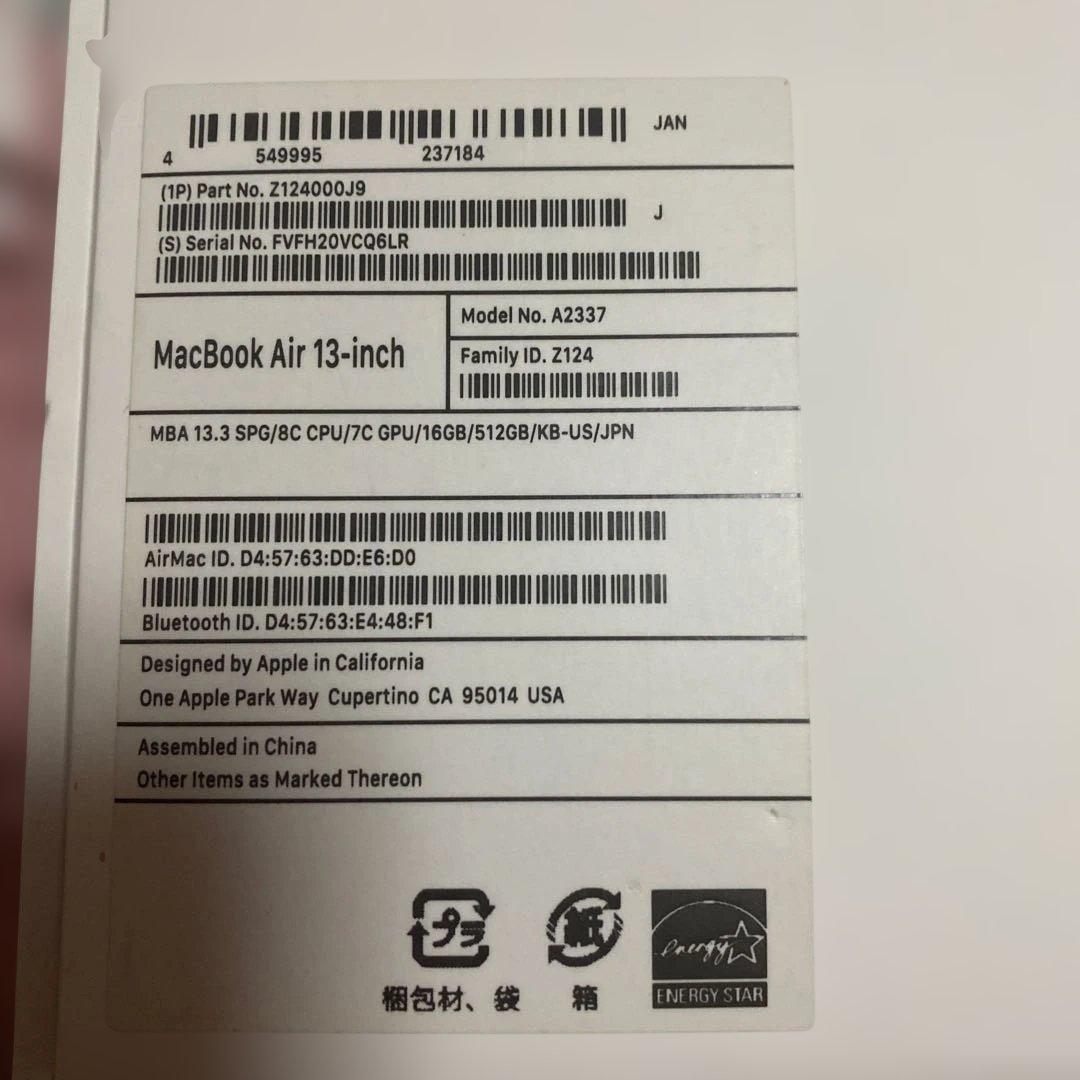 JAN
4 549995 237184
(1P) Part No. Z124000J9
J
(S) Serial No. FVFH20VCQ6LR
MacBook Air 13-inch
Model No. A2337
Family ID. Z124
MBA 13.3 SPG/8C CPU/7C GPU/16GB/512GB/KB-US/JPN
AirMac ID. D4:57:63:DD:E6:D0
Bluetooth ID. D4:57:63:E4:48:F1
Designed by Apple in California
One Apple Park Way Cupertino CA 95014 USA
Assembled in China
Other Items as Marked Thereon
プラ
紙
energy
梱包材、袋
箱
ENERGY STAR